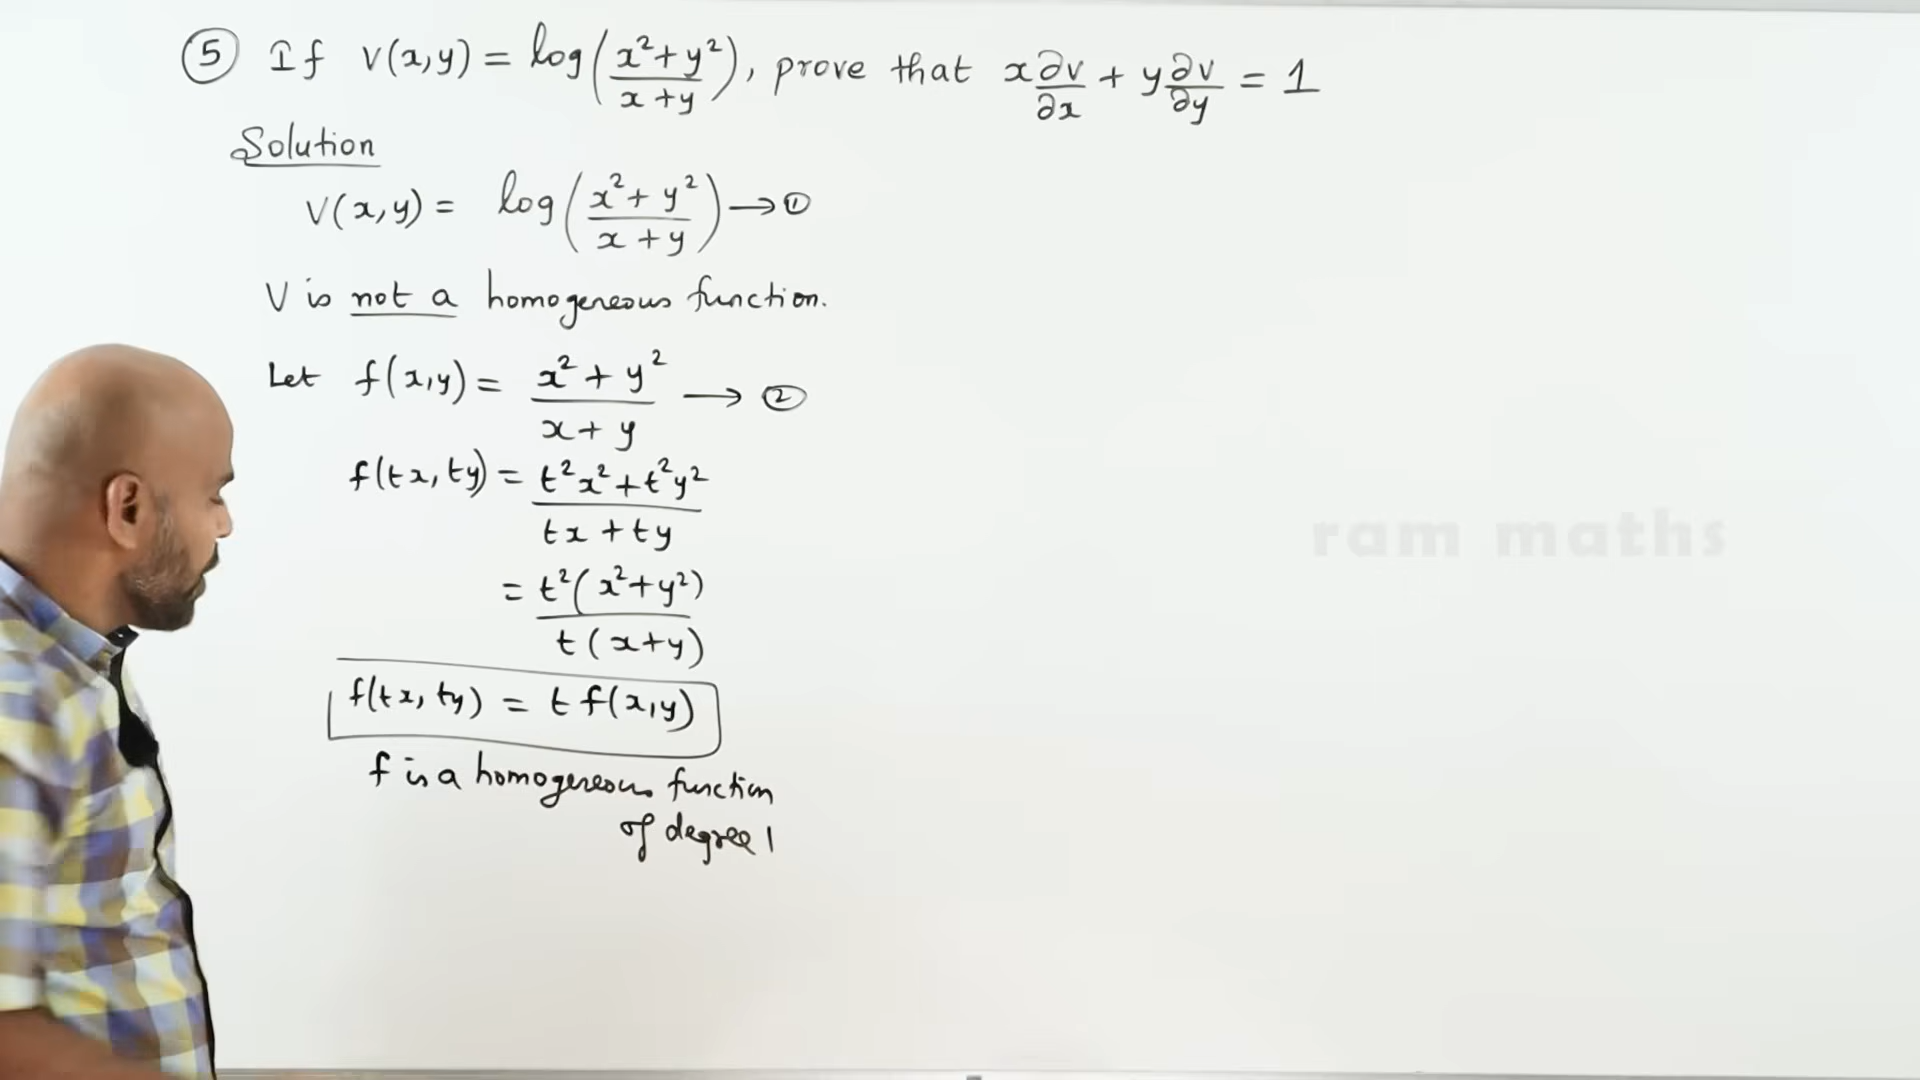 ⑤ If V(x,y) = log((x²+y²)/(x+y)), prove that x ∂v/∂x + y ∂v/∂y = 1
Solution
V(x,y) = log((x²+y²)/(x+y)) → ①
V is not a homogeneous function.
Let f(x,y) = (x²+y²)/(x+y) → ②
f(tx, ty) = (t²x²+t²y²)/(tx+ty)
= t²(x²+y²)/t(x+y)
f(tx, ty) = t f(x,y)
f is a homogeneous function
of degree 1
ram maths